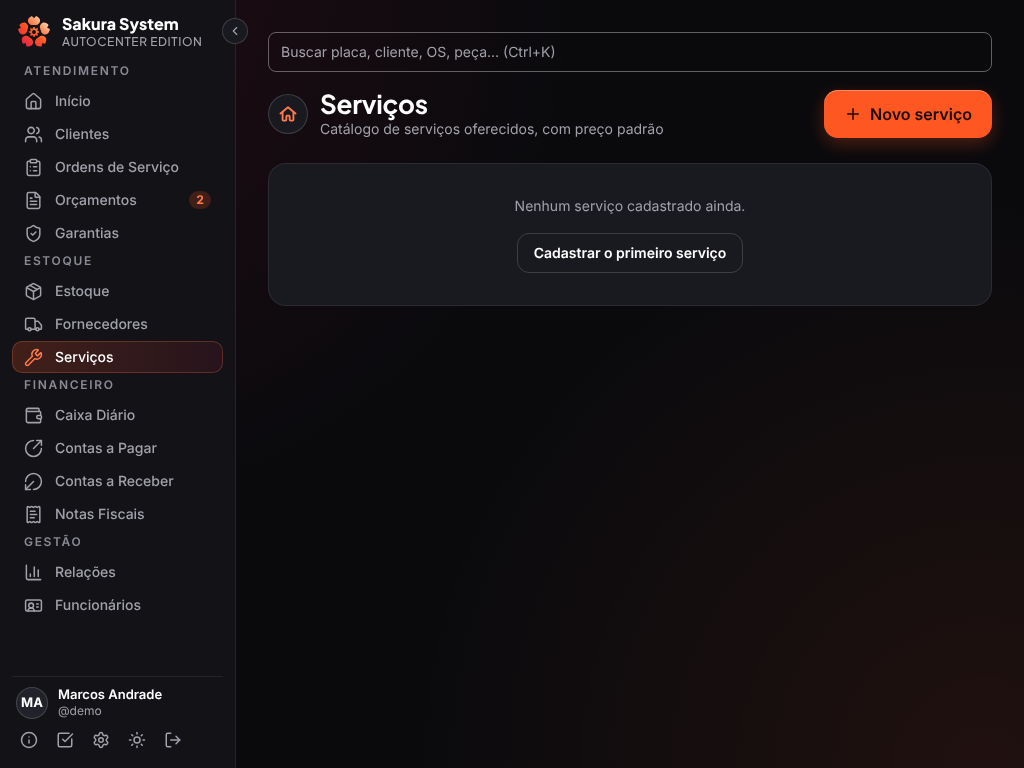 Sakura System
AUTOCENTER EDITION
ATENDIMENTO
Início
Clientes
Ordens de Serviço
Orçamentos 2
Garantias
ESTOQUE
Estoque
Fornecedores
Serviços
FINANCEIRO
Caixa Diário
Contas a Pagar
Contas a Receber
Notas Fiscais
GESTÃO
Relações
Funcionários
MA
Marcos Andrade
@demo
Buscar placa, cliente, OS, peça... (Ctrl+K)
Serviços
Catálogo de serviços oferecidos, com preço padrão
Novo serviço
Nenhum serviço cadastrado ainda.
Cadastrar o primeiro serviço